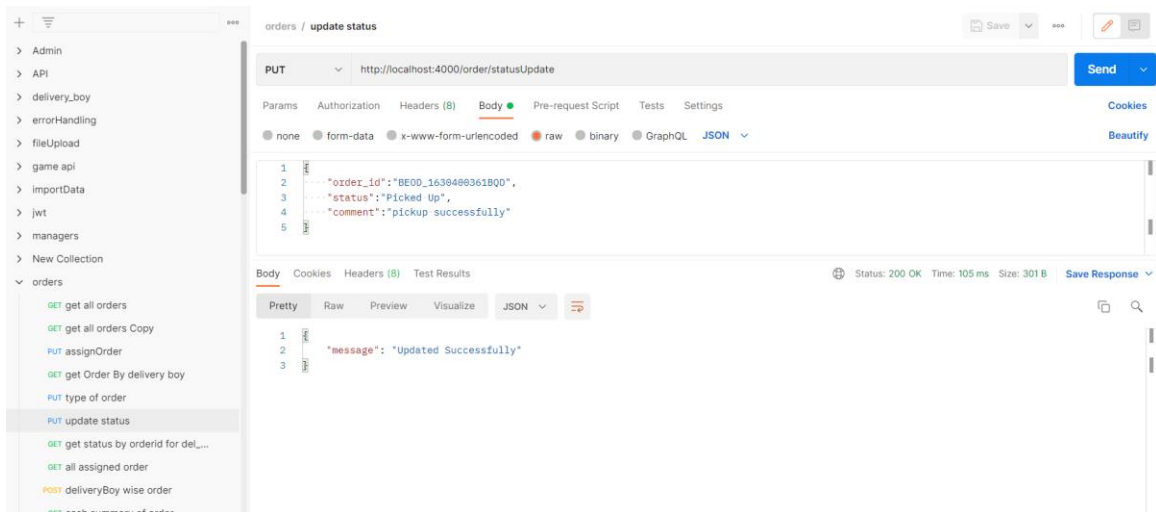 orders / update status
Save
Admin
API
delivery_boy
errorHandling
fileUpload
game api
importData
jwt
managers
New Collection
orders
GET get all orders
GET get all orders Copy
PUT assignOrder
GET get Order By delivery boy
PUT type of order
PUT update status
GET get status by orderid for del_...
GET all assigned order
POST deliveryBoy wise order
PUT http://localhost:4000/order/statusUpdate Send
Params Authorization Headers (8) Body Pre-request Script Tests Settings Cookies
none form-data x-www-form-urlencoded raw binary GraphQL JSON Beautify
1 {
2 "order_id":"BEOD_1630400361BQD",
3 "status":"Picked Up",
4 "comment":"pickup successfully"
5 }
Body Cookies Headers (8) Test Results Status: 200 OK Time: 105 ms Size: 301 B Save Response
Pretty Raw Preview Visualize JSON
1 {
2 "message": "Updated Successfully"
3 }